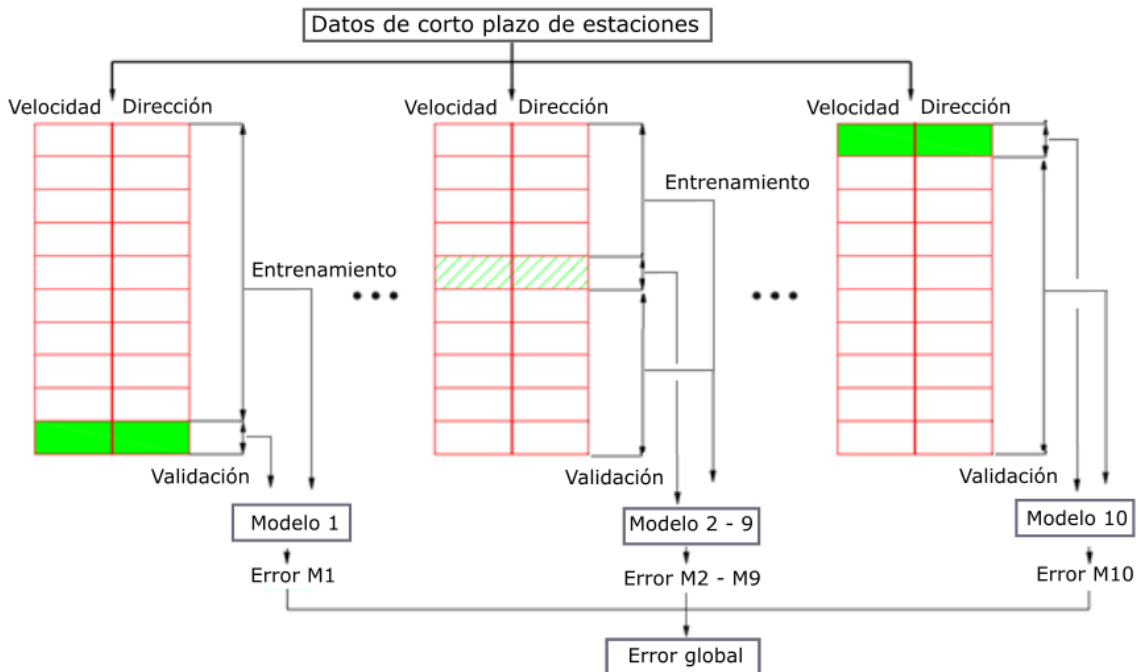 Datos de corto plazo de estaciones
Velocidad Dirección
Velocidad Dirección
Velocidad Dirección
Entrenamiento
Entrenamiento
Validación
Validación
Modelo 1
Modelo 2 - 9
Modelo 10
Error M1
Error M2 - M9
Error M10
Error global